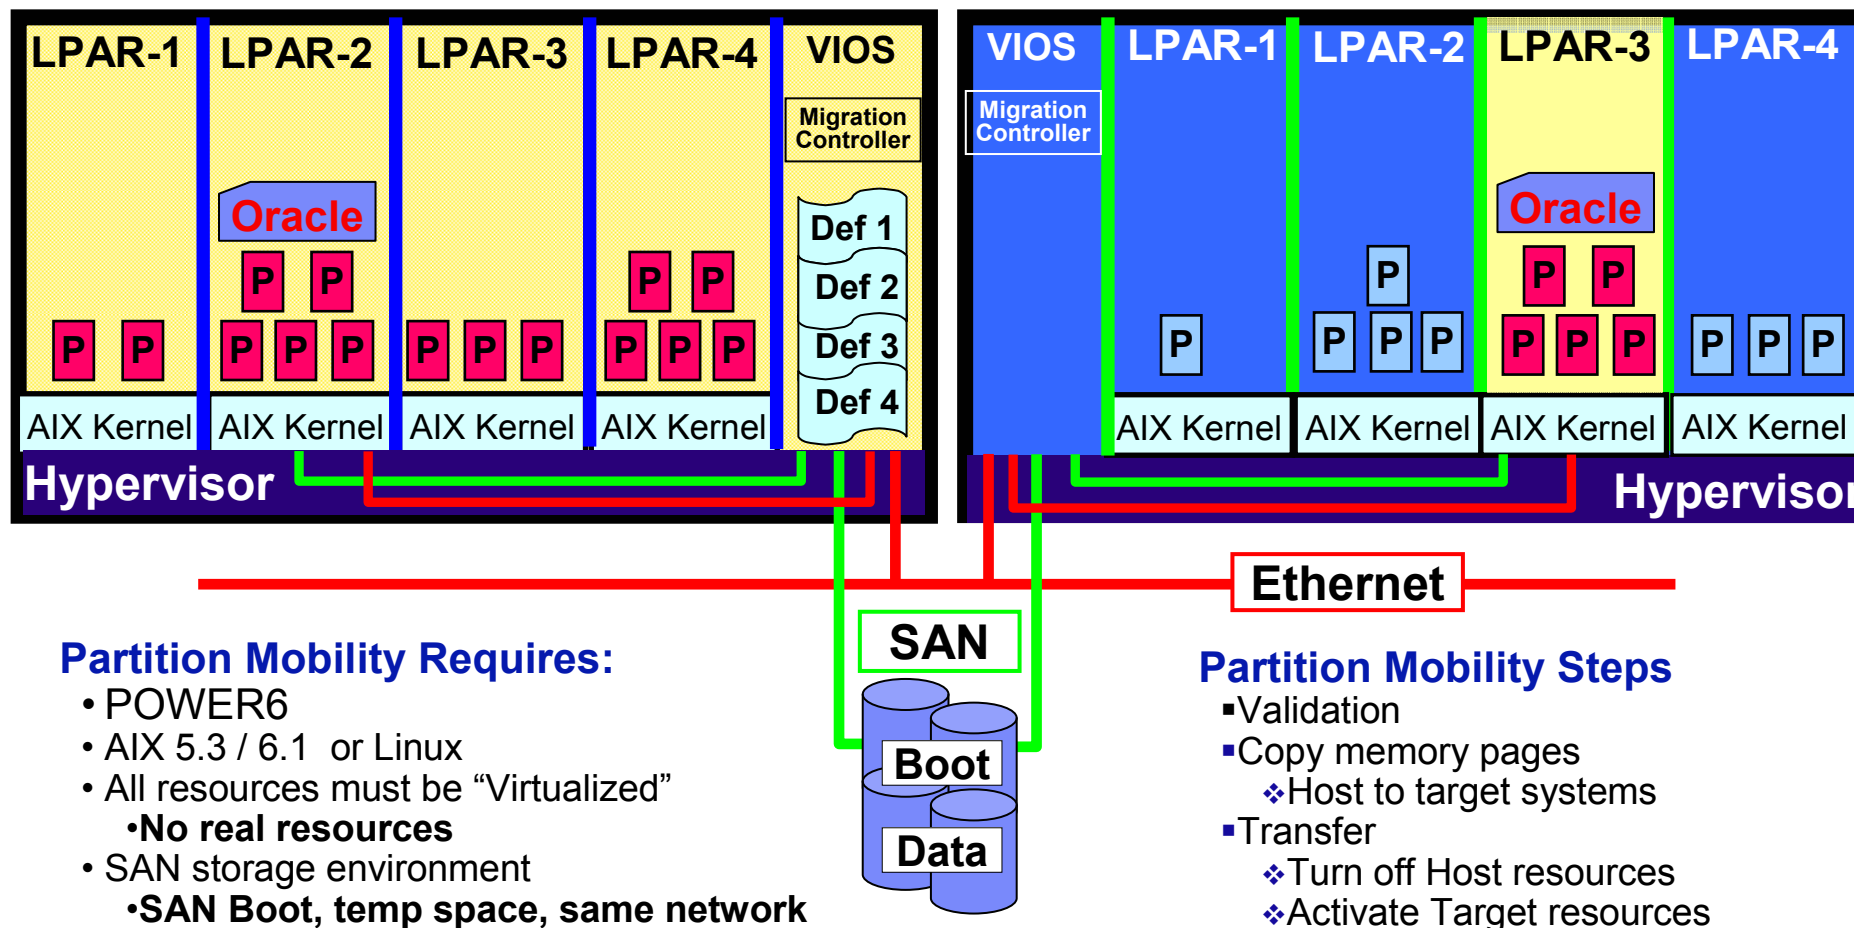 LPAR-1 LPAR-2 LPAR-3 LPAR-4 VIOS
Migration
Controller
Oracle
Def 1
P P P P Def 2
P P P P P P P P P P P Def 3
Def 4
AIX Kernel AIX Kernel AIX Kernel AIX Kernel
Hypervisor
VIOS LPAR-1 LPAR-2 LPAR-3 LPAR-4
Migration
Controller
Oracle
P P P
P P P P P P P P P P
AIX Kernel AIX Kernel AIX Kernel AIX Kernel
Hypervisor
Ethernet
SAN
Boot
Data
Partition Mobility Requires:
• POWER6
• AIX 5.3 / 6.1 or Linux
• All resources must be “Virtualized”
•No real resources
• SAN storage environment
•SAN Boot, temp space, same network
Partition Mobility Steps
▪Validation
▪Copy memory pages
❖Host to target systems
▪Transfer
❖Turn off Host resources
❖Activate Target resources